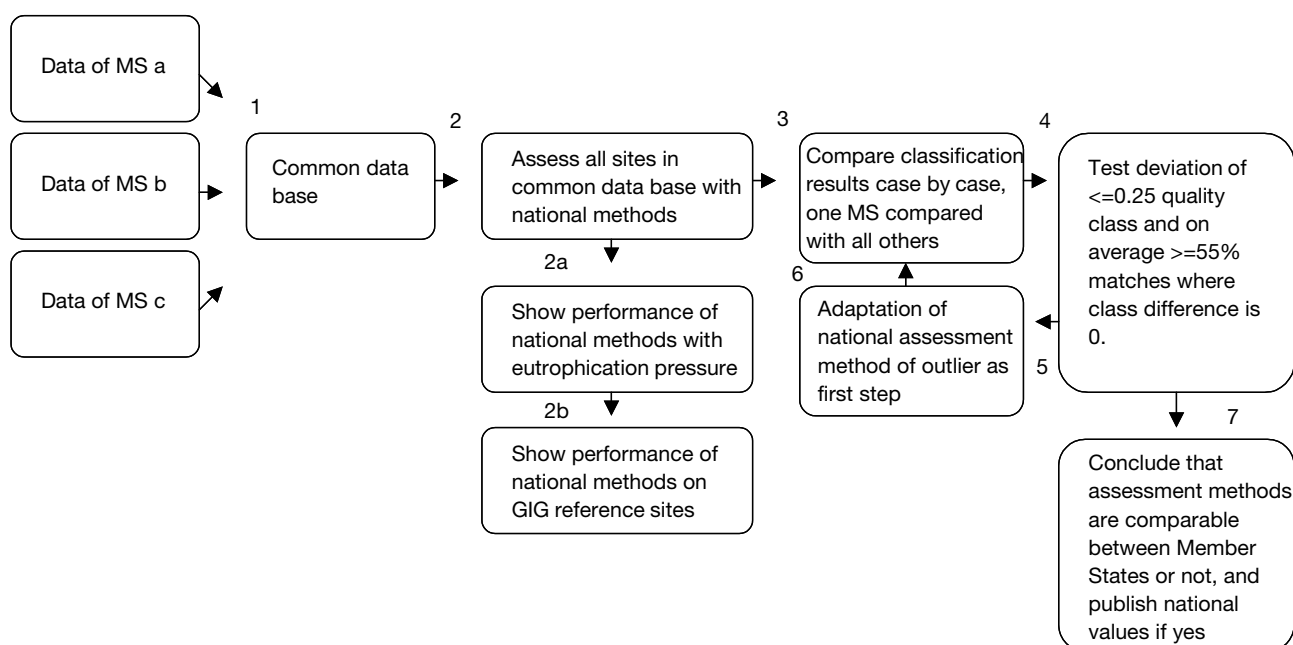 Data of MS a
Data of MS b
Data of MS c
1
Common data
base
2
Assess all sites in
common data base with
national methods
2a
Show performance of
national methods with
eutrophication pressure
2b
Show performance of
national methods on
GIG reference sites
3
Compare classification
results case by case,
one MS compared
with all others
4
Test deviation of
<=0.25 quality
class and on
average >=55%
matches where
class difference is
0.
5
6
Adaptation of
national assessment
method of outlier as
first step
7
Conclude that
assessment methods
are comparable
between Member
States or not, and
publish national
values if yes